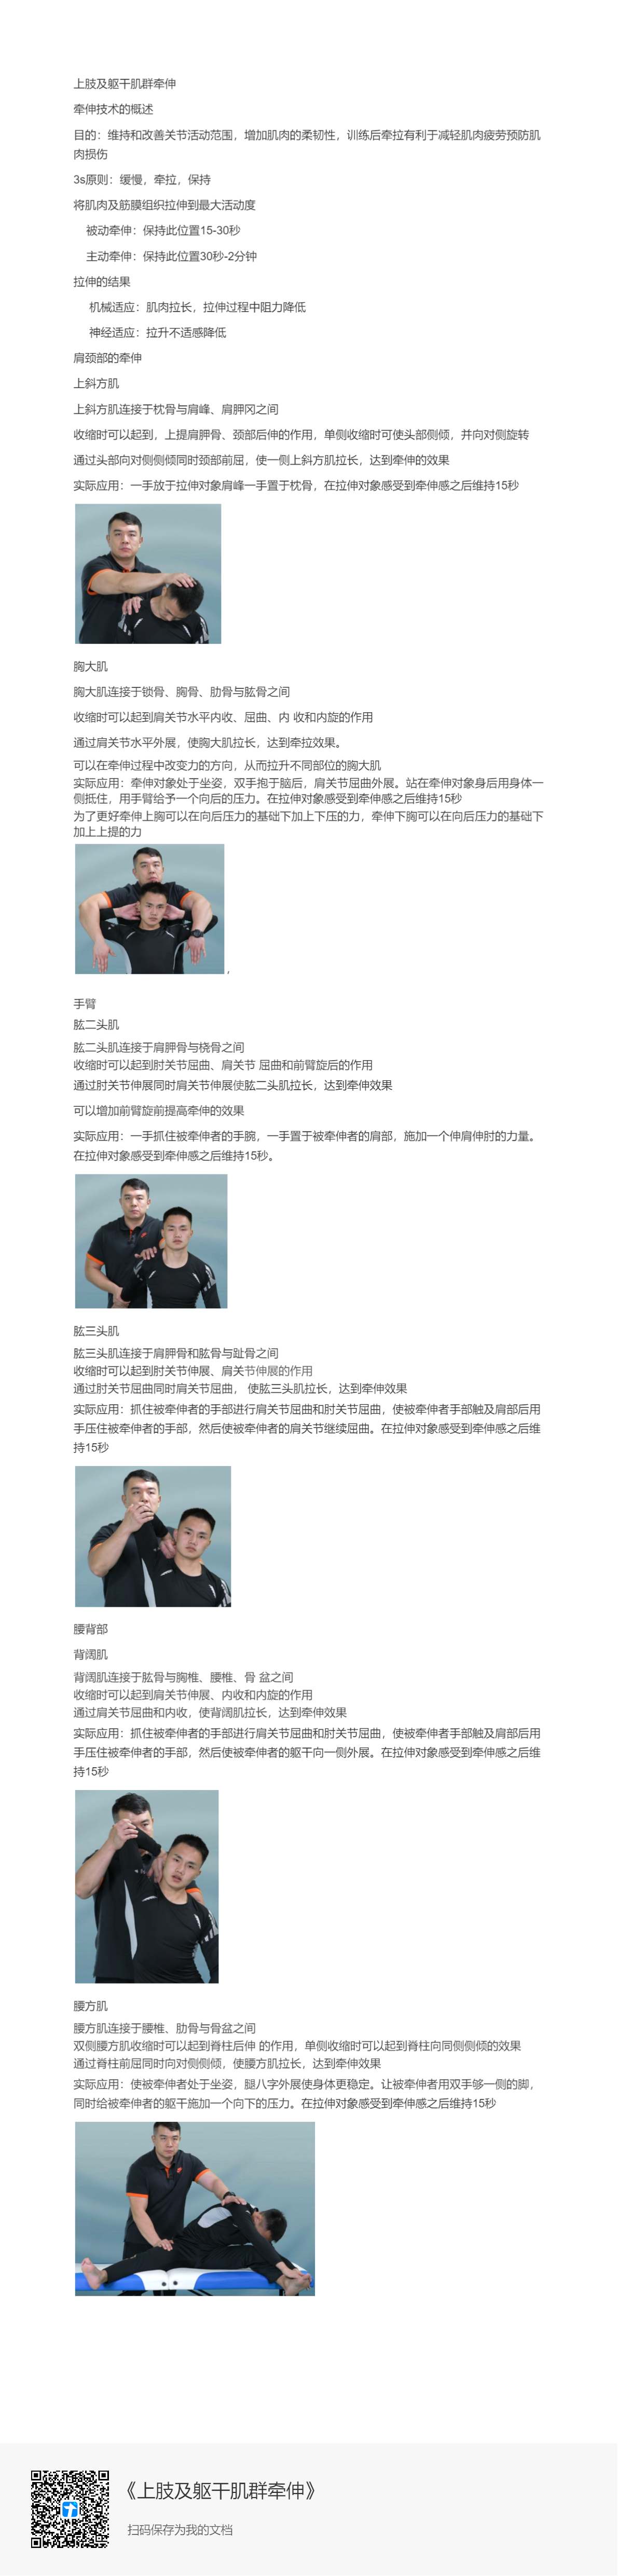 上肢及躯干肌群牵伸
牵伸技术的概述
目的：维持和改善关节活动范围，增加肌肉的柔韧性，训练后牵拉有利于减轻肌肉疲劳预防肌
肉损伤
3s原则：缓慢，牵拉，保持
将肌肉及筋膜组织拉伸到最大活动度
被动牵伸：保持此位置15-30秒
主动牵伸：保持此位置30秒-2分钟
拉伸的结果
机械适应：肌肉拉长，拉伸过程中阻力降低
神经适应：拉升不适感降低
肩颈部的牵伸
上斜方肌
上斜方肌连接于枕骨与肩峰、肩胛冈之间
收缩时可以起到，上提肩胛骨、颈部后伸的作用，单侧收缩时可使头部侧倾，并向对侧旋转
通过头部向对侧侧倾同时颈部前屈，使一侧上斜方肌拉长，达到牵伸的效果
实际应用：一手放于拉伸对象肩峰一手置于枕骨，在拉伸对象感受到牵伸感之后维持15秒
胸大肌
胸大肌连接于锁骨、胸骨、肋骨与肱骨之间
收缩时可以起到肩关节水平内收、屈曲、内 收和内旋的作用
通过肩关节水平外展，使胸大肌拉长，达到牵拉效果。
可以在牵伸过程中改变力的方向，从而拉升不同部位的胸大肌
实际应用：牵伸对象处于坐姿，双手抱于脑后，肩关节屈曲外展。站在牵伸对象身后用身体一
侧抵住，用手臂给予一个向后的压力。在拉伸对象感受到牵伸感之后维持15秒
为了更好牵伸上胸可以在向后压力的基础下加上下压的力，牵伸下胸可以在向后压力的基础下
加上上提的力
，
手臂
肱二头肌
肱二头肌连接于肩胛骨与桡骨之间
收缩时可以起到肘关节屈曲、肩关节 屈曲和前臂旋后的作用
通过肘关节伸展同时肩关节伸展使肱二头肌拉长，达到牵伸效果
可以增加前臂旋前提高牵伸的效果
实际应用：一手抓住被牵伸者的手腕，一手置于被牵伸者的肩部，施加一个伸肩伸肘的力量。
在拉伸对象感受到牵伸感之后维持15秒。
肱三头肌
肱三头肌连接于肩胛骨和肱骨与趾骨之间
收缩时可以起到肘关节伸展、肩关节伸展的作用
通过肘关节屈曲同时肩关节屈曲， 使肱三头肌拉长，达到牵伸效果
实际应用：抓住被牵伸者的手部进行肩关节屈曲和肘关节屈曲，使被牵伸者手部触及肩部后用
手压住被牵伸者的手部，然后使被牵伸者的肩关节继续屈曲。在拉伸对象感受到牵伸感之后维
持15秒
腰背部
背阔肌
背阔肌连接于肱骨与胸椎、腰椎、骨 盆之间
收缩时可以起到肩关节伸展、内收和内旋的作用
通过肩关节屈曲和内收，使背阔肌拉长，达到牵伸效果
实际应用：抓住被牵伸者的手部进行肩关节屈曲和肘关节屈曲，使被牵伸者手部触及肩部后用
手压住被牵伸者的手部，然后使被牵伸者的躯干向一侧外展。在拉伸对象感受到牵伸感之后维
持15秒
腰方肌
腰方肌连接于腰椎、肋骨与骨盆之间
双侧腰方肌收缩时可以起到脊柱后伸 的作用，单侧收缩时可以起到脊柱向同侧侧倾的效果
通过脊柱前屈同时向对侧侧倾，使腰方肌拉长，达到牵伸效果
实际应用：使被牵伸者处于坐姿，腿八字外展使身体更稳定。让被牵伸者用双手够一侧的脚，
同时给被牵伸者的躯干施加一个向下的压力。在拉伸对象感受到牵伸感之后维持15秒
《上肢及躯干肌群牵伸》
扫码保存为我的文档